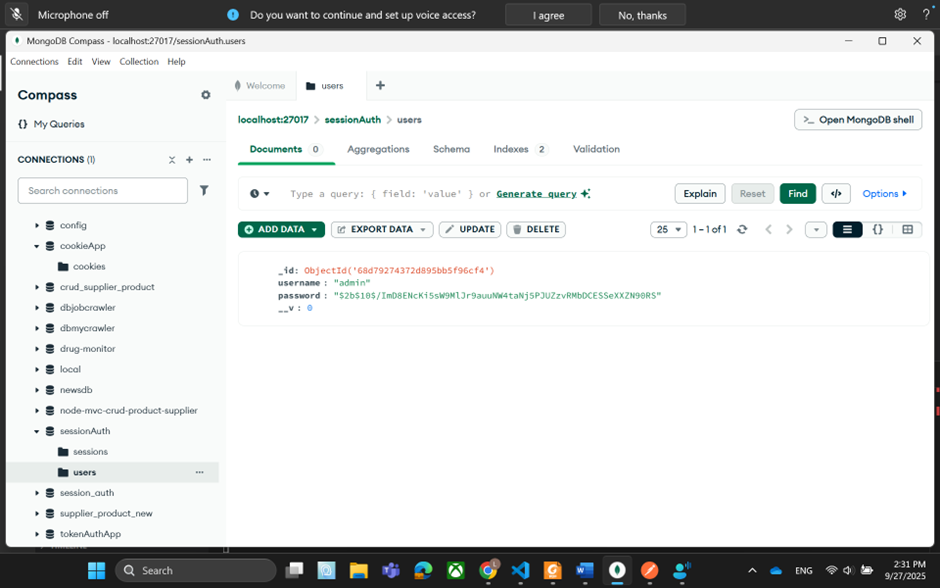 Microphone off
Do you want to continue and set up voice access?
I agree
No, thanks
?
MongoDB Compass - localhost:27017/sessionAuth.users
Connections Edit View Collection Help
Compass
{} My Queries
CONNECTIONS (1)
Search connections
config
cookieApp
cookies
crud_supplier_product
dbjobcrawler
dbmycrawler
drug-monitor
local
newsdb
node-mvc-crud-product-supplier
sessionAuth
sessions
users
session_auth
supplier_product_new
tokenAuthApp
Welcome
users
localhost:27017 > sessionAuth > users
>_ Open MongoDB shell
Documents 0 Aggregations Schema Indexes 2 Validation
Type a query: { field: 'value' } or Generate query
Explain Reset Find </> Options
ADD DATA EXPORT DATA UPDATE DELETE
25 1 – 1 of 1 {}
_id: ObjectId('68d79274372d895bb5f96cf4')
username : "admin"
password : "$2b$10$/ImD8ENcKi5sW9MlJr9auuNW4taNj5PJUZzvRMbDCESSeXXZN90RS"
__v : 0
Search
ENG
2:31 PM
9/27/2025